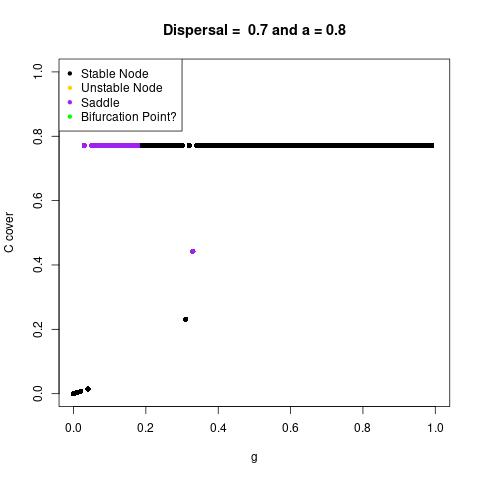 Dispersal =  0.7 and a = 0.8
Stable Node
Unstable Node
Saddle
Bifurcation Point?
C cover
1.0
0.8
0.6
0.4
0.2
0.0
0.0 0.2 0.4 0.6 0.8 1.0
g